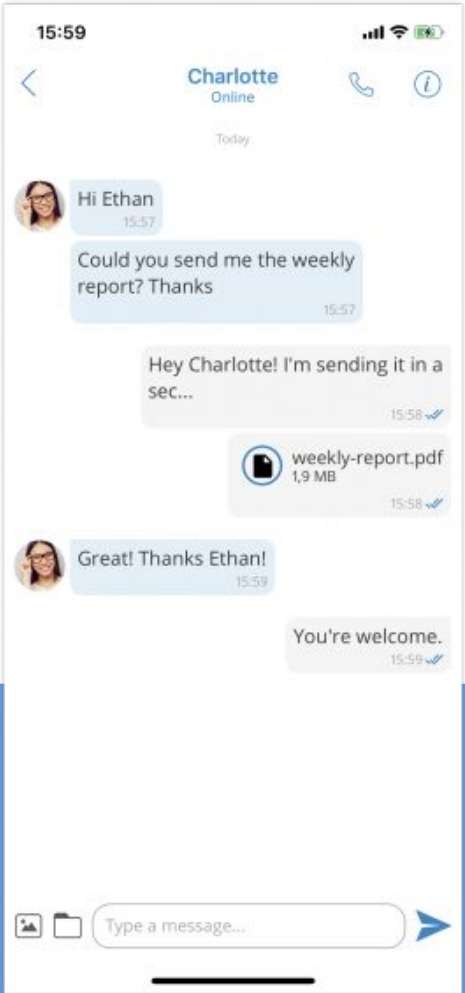 15:59
Charlotte
Online
i
Today
Hi Ethan
15:57
Could you send me the weekly
report? Thanks
15:57
Hey Charlotte! I'm sending it in a
sec...
15:58
weekly-report.pdf
1,9 MB
15:58
Great! Thanks Ethan!
15:59
You're welcome.
15:59
Type a message...